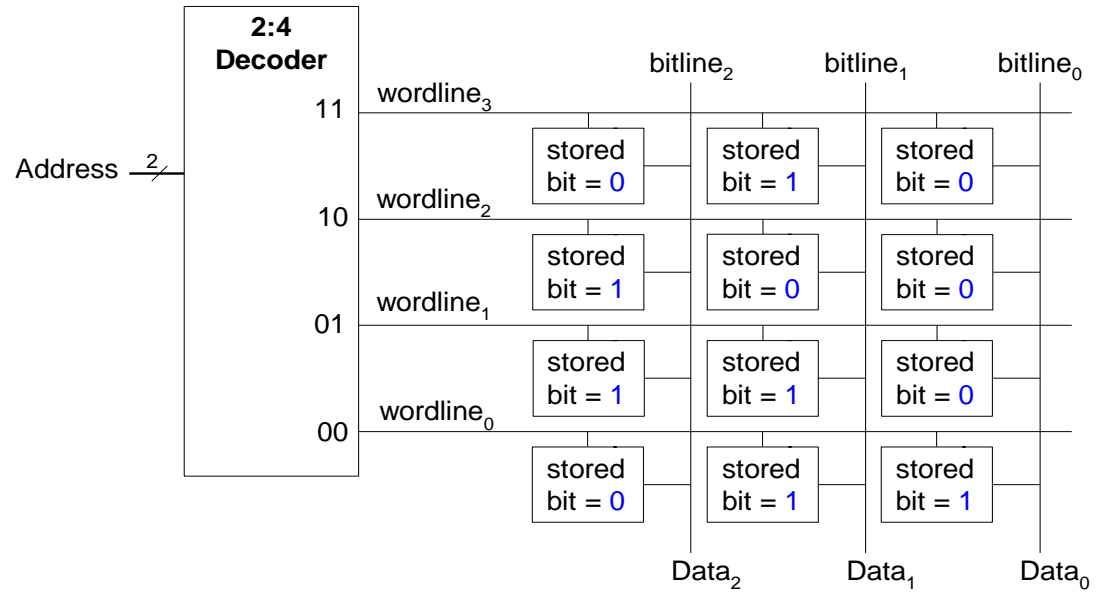 2:4
Decoder
bitline₂ bitline₁ bitline₀
wordline₃
11
stored stored stored
bit = 0 bit = 1 bit = 0
Address 2
wordline₂
10
stored stored stored
bit = 1 bit = 0 bit = 0
wordline₁
01
stored stored stored
bit = 1 bit = 1 bit = 0
wordline₀
00
stored stored stored
bit = 0 bit = 1 bit = 1
Data₂ Data₁ Data₀